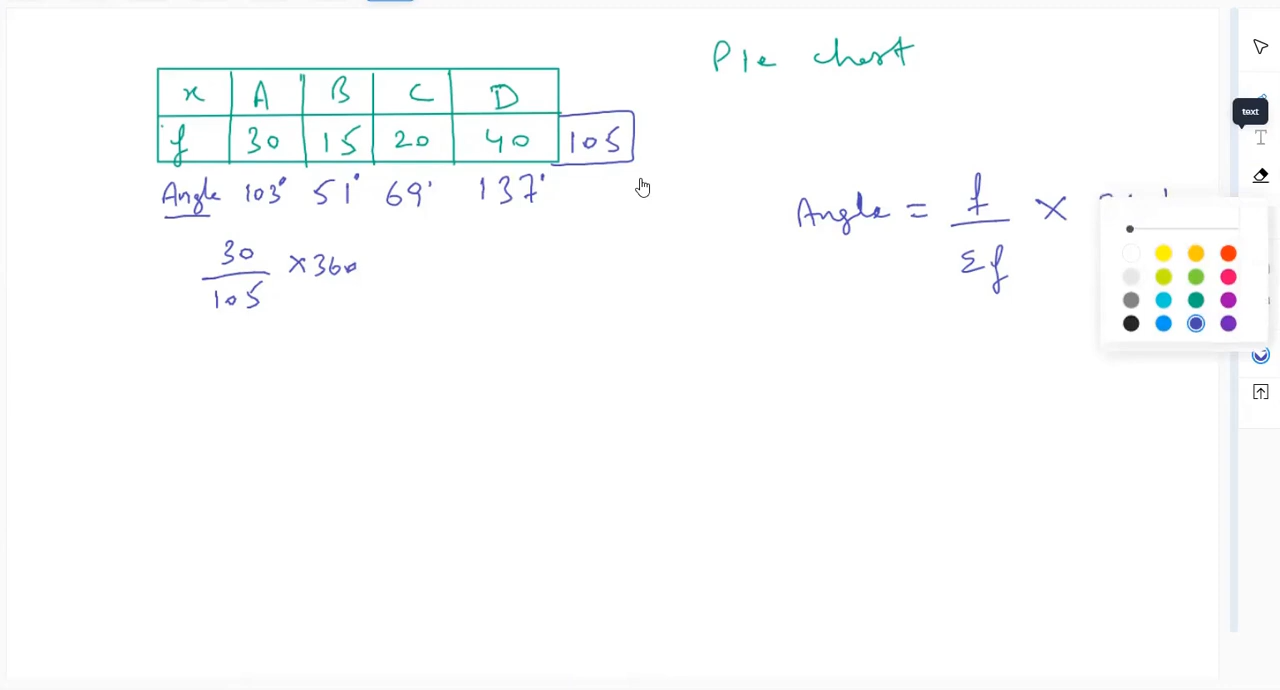 Pie chart
x A B C D
f 30 15 20 40 105
Angle 103° 51° 69° 137°
30/105 × 360
Angle = f/Σf ×
text
T